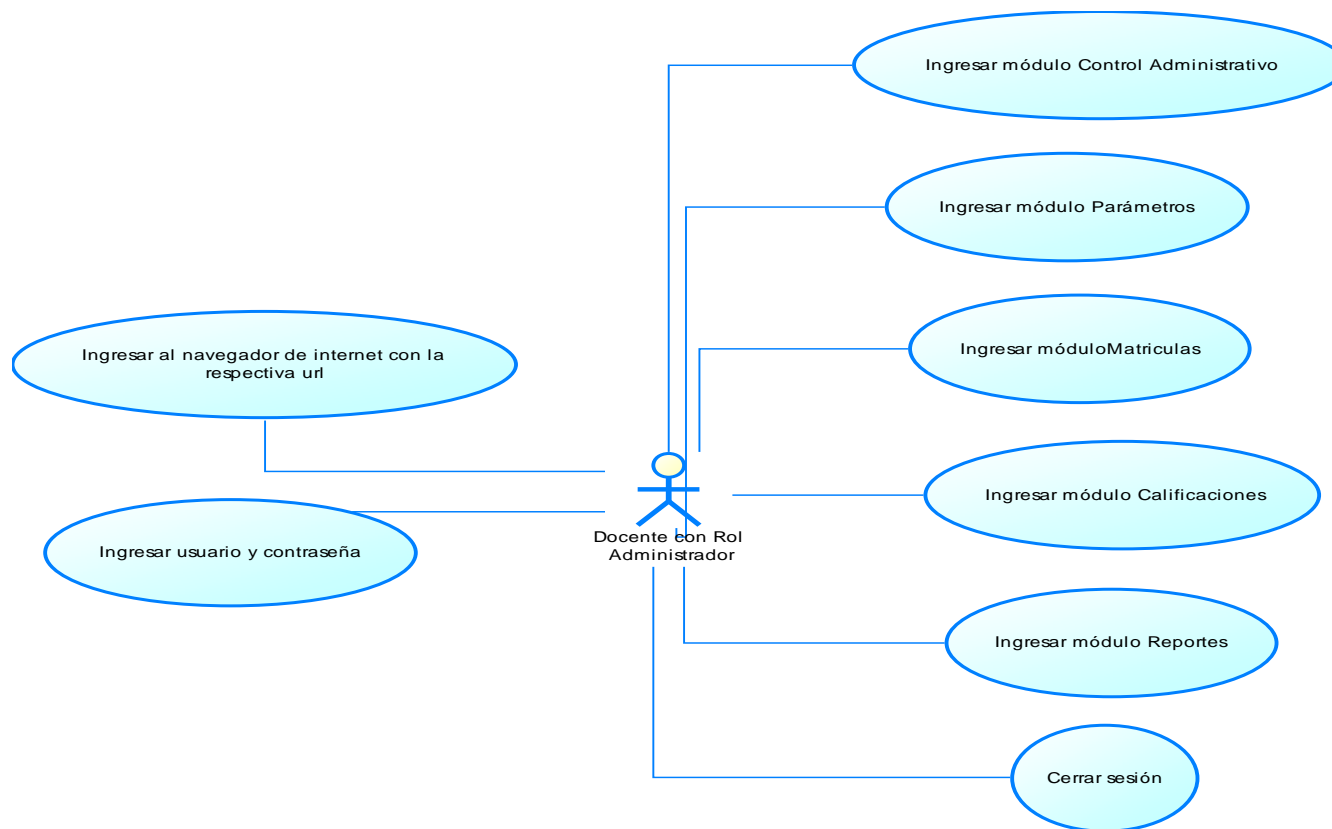 Ingresar módulo Control Administrativo
Ingresar módulo Parámetros
Ingresar móduloMatriculas
Ingresar al navegador de internet con la
respectiva url
Ingresar módulo Calificaciones
Ingresar usuario y contraseña
Docente con Rol
Administrador
Ingresar módulo Reportes
Cerrar sesión